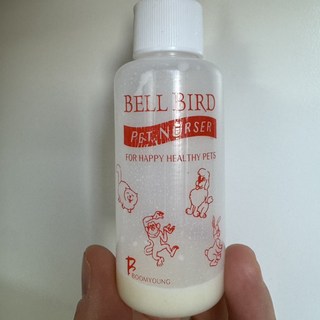 BELL BIRD
PET NURSER
FOR HAPPY HEALTHY PETS
B
BOOMYOUNG